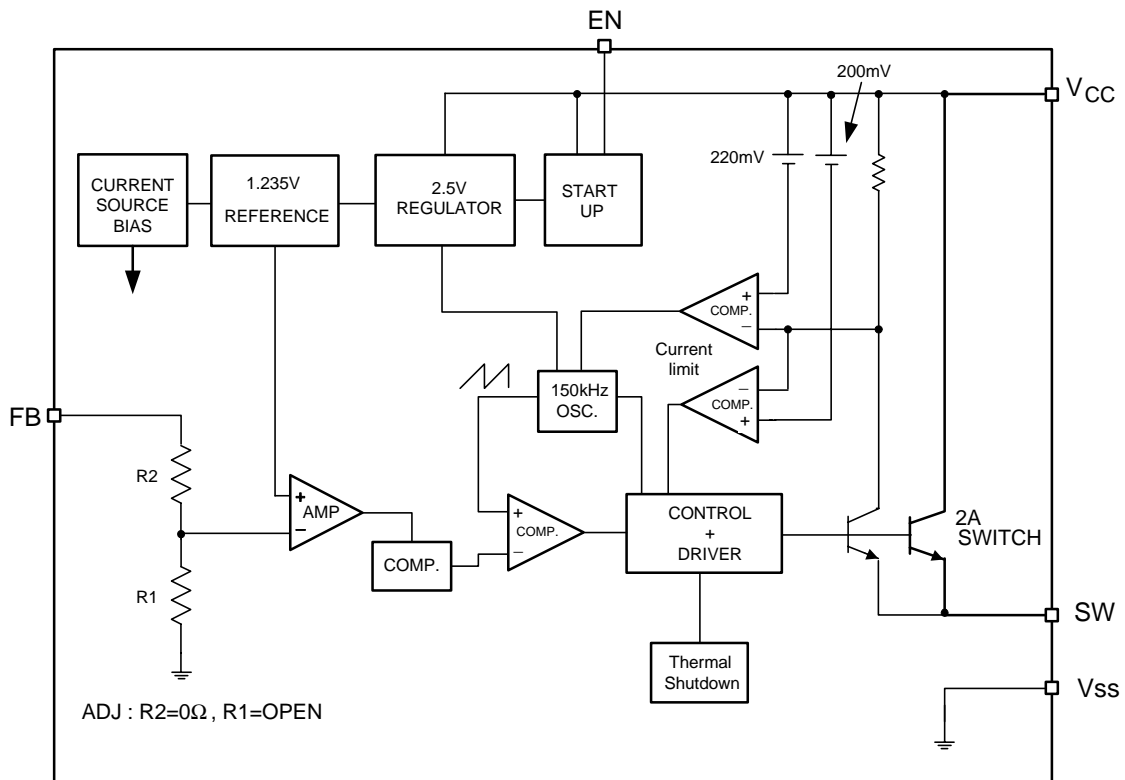 EN
200mV
VCC
220mV
CURRENT
SOURCE
BIAS
1.235V
REFERENCE
2.5V
REGULATOR
START
UP
+
COMP.
−
Current
limit
−
COMP.
+
150kHz
OSC.
FB
R2
+
AMP
−
+
COMP.
−
CONTROL
+
DRIVER
2A
SWITCH
COMP.
R1
SW
Thermal
Shutdown
Vss
ADJ : R2=0Ω , R1=OPEN